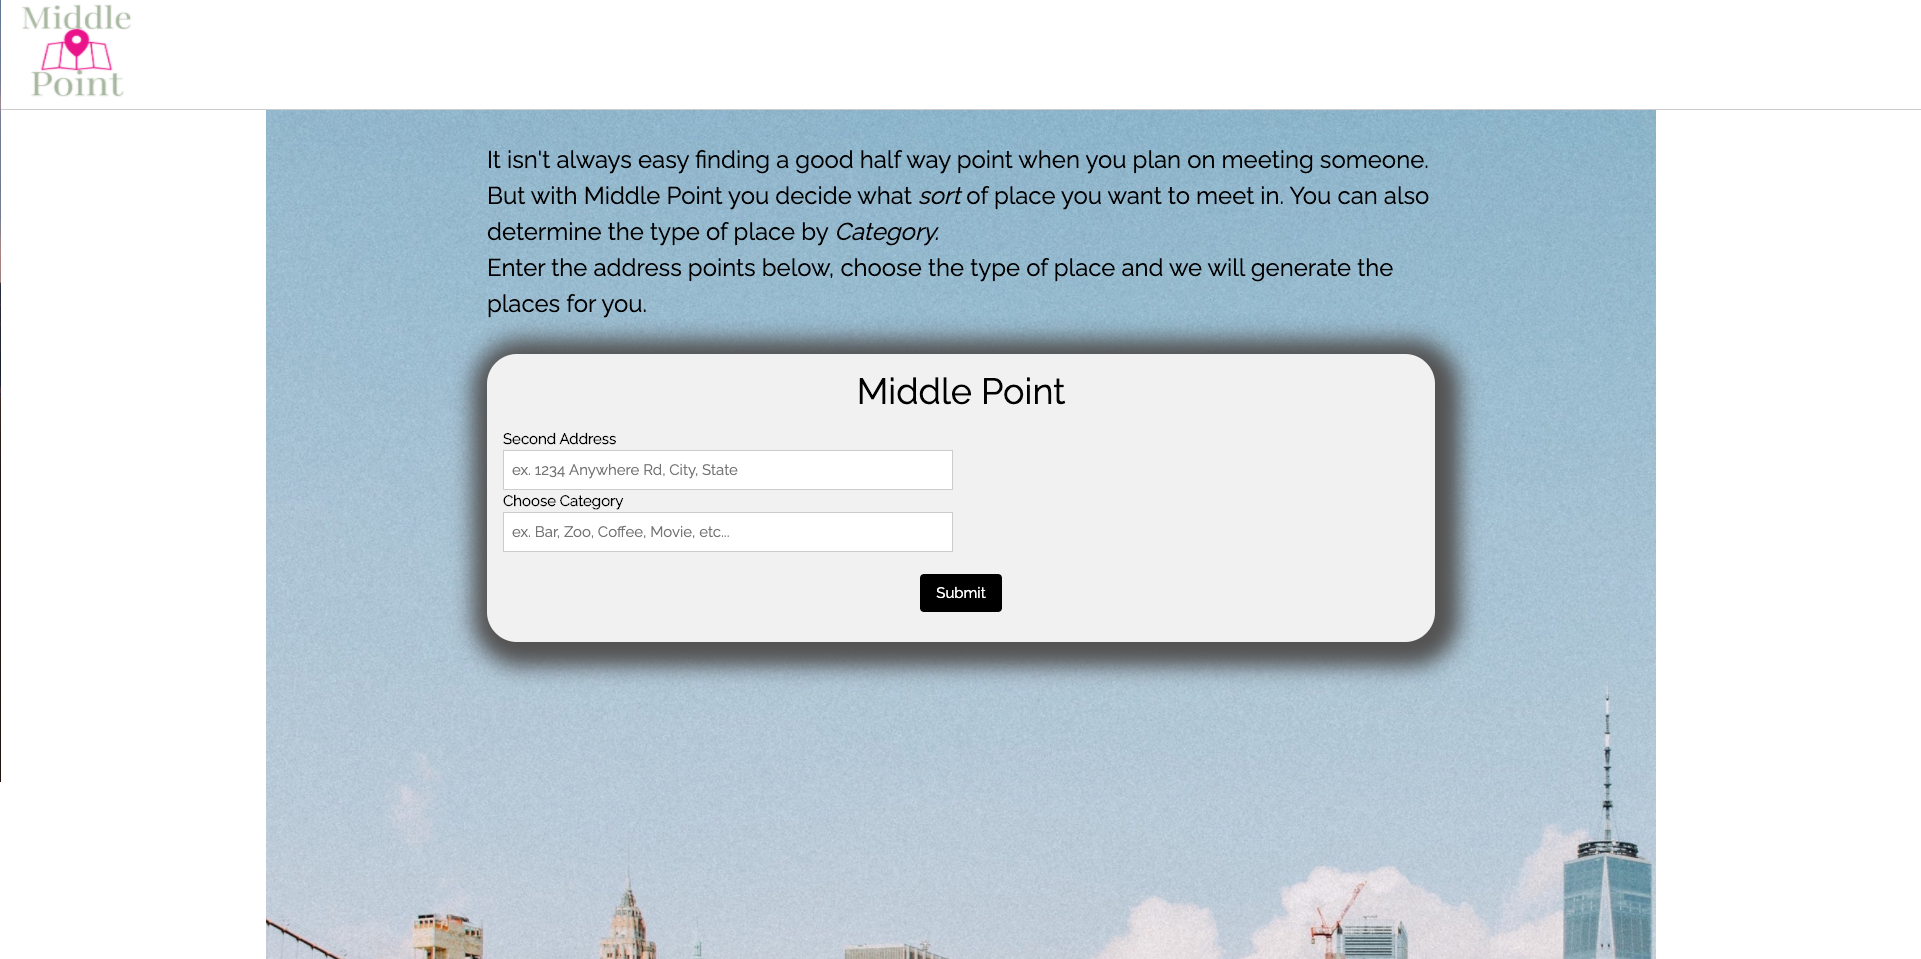 Middle
Point
It isn't always easy finding a good half way point when you plan on meeting someone.
But with Middle Point you decide what sort of place you want to meet in. You can also
determine the type of place by Category.
Enter the address points below, choose the type of place and we will generate the
places for you.
Middle Point
Second Address
ex. 1234 Anywhere Rd, City, State
Choose Category
ex. Bar, Zoo, Coffee, Movie, etc...
Submit